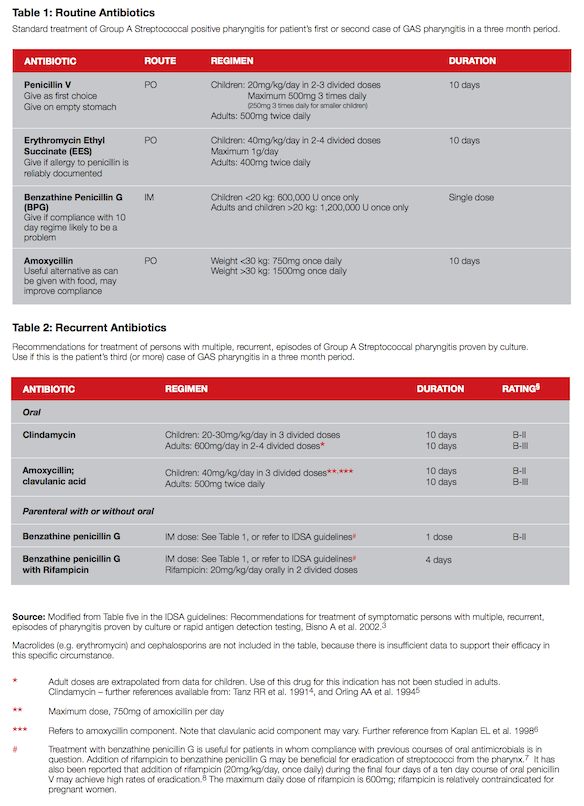 Table 1: Routine Antibiotics
Standard treatment of Group A Streptococcal positive pharyngitis for patient's first or second case of GAS pharyngitis in a three month period.
ANTIBIOTIC ROUTE REGIMEN DURATION
Penicillin V PO Children: 20mg/kg/day in 2-3 divided doses 10 days
Give as first choice Maximum 500mg 3 times daily
Give on empty stomach (250mg 3 times daily for smaller children)
Adults: 500mg twice daily
Erythromycin Ethyl PO Children: 40mg/kg/day in 2-4 divided doses 10 days
Succinate (EES) Maximum 1g/day
Give if allergy to penicillin is Adults: 400mg twice daily
reliably documented
Benzathine Penicillin G IM Children <20 kg: 600,000 U once only Single dose
(BPG) Adults and children >20 kg: 1,200,000 U once only
Give if compliance with 10
day regime likely to be a
problem
Amoxycillin PO Weight <30 kg: 750mg once daily 10 days
Useful alternative as can Weight >30 kg: 1500mg once daily
be given with food, may
improve compliance
Table 2: Recurrent Antibiotics
Recommendations for treatment of persons with multiple, recurrent, episodes of Group A Streptococcal pharyngitis proven by culture.
Use if this is the patient's third (or more) case of GAS pharyngitis in a three month period.
ANTIBIOTIC REGIMEN DURATION RATING§
Oral
Clindamycin Children: 20-30mg/kg/day in 3 divided doses 10 days B-II
Adults: 600mg/day in 2-4 divided doses* 10 days B-III
Amoxycillin; Children: 40mg/kg/day in 3 divided doses**,*** 10 days B-II
clavulanic acid Adults: 500mg twice daily 10 days B-III
Parenteral with or without oral
Benzathine penicillin G IM dose: See Table 1, or refer to IDSA guidelines# 1 dose B-II
Benzathine penicillin G IM dose: See Table 1, or refer to IDSA guidelines# 4 days
with Rifampicin Rifampicin: 20mg/kg/day orally in 2 divided doses
Source: Modified from Table five in the IDSA guidelines: Recommendations for treatment of symptomatic persons with multiple, recurrent,
episodes of pharyngitis proven by culture or rapid antigen detection testing, Bisno A et al. 2002.3
Macrolides (e.g. erythromycin) and cephalosporins are not included in the table, because there is insufficient data to support their efficacy in
this specific circumstance.
* Adult doses are extrapolated from data for children. Use of this drug for this indication has not been studied in adults.
Clindamycin – further references available from: Tanz RR et al. 19914, and Orling AA et al. 19945
** Maximum dose, 750mg of amoxicillin per day
*** Refers to amoxycillin component. Note that clavulanic acid component may vary. Further reference from Kaplan EL et al. 19986
# Treatment with benzathine penicillin G is useful for patients in whom compliance with previous courses of oral antimicrobials is in
question. Addition of rifampicin to benzathine penicillin G may be beneficial for eradication of streptococci from the pharynx.7 It has
also been reported that addition of rifampicin (20mg/kg/day, once daily) during the final four days of a ten day course of oral penicillin
V may achieve high rates of eradication.8 The maximum daily dose of rifampicin is 600mg; rifampicin is relatively contraindicated for
pregnant women.